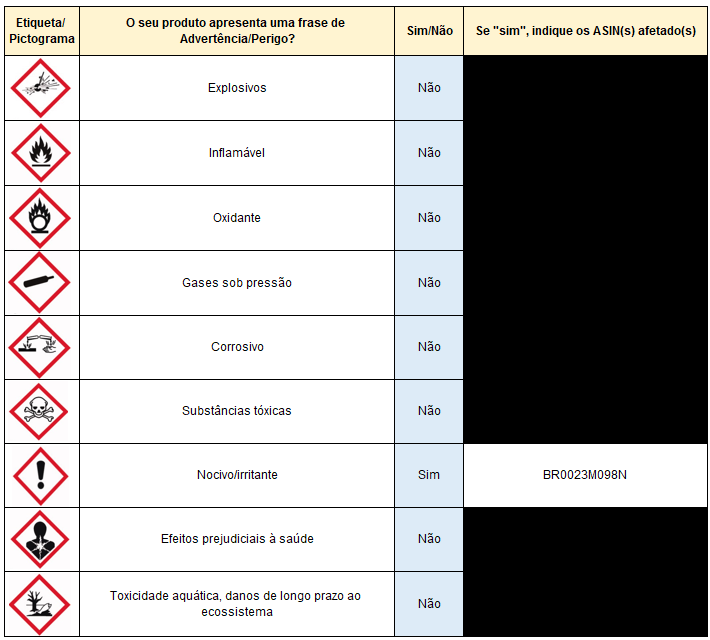 Etiqueta/
Pictograma
O seu produto apresenta uma frase de
Advertência/Perigo?
Sim/Não
Se "sim", indique os ASIN(s) afetado(s)
Explosivos
Não
Inflamável
Não
Oxidante
Não
Gases sob pressão
Não
Corrosivo
Não
Substâncias tóxicas
Não
Nocivo/irritante
Sim
BR0023M098N
Efeitos prejudiciais à saúde
Não
Toxicidade aquática, danos de longo prazo ao
ecossistema
Não